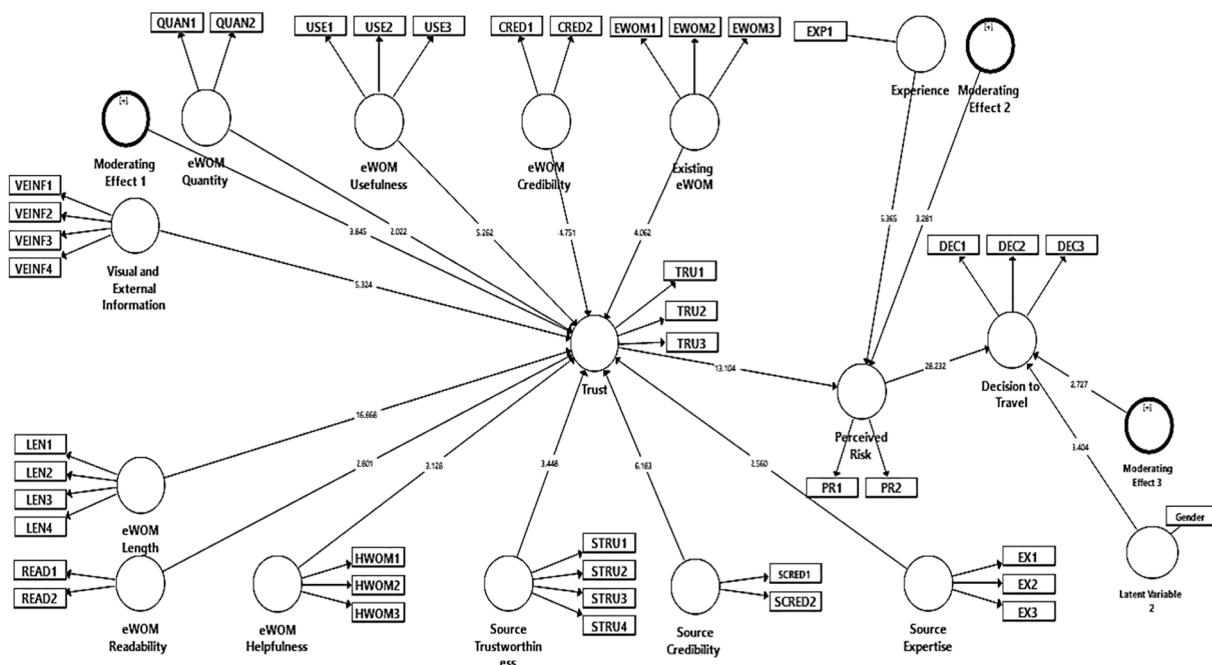 QUAN1
QUAN2
USE1
USE2
USE3
CRED1
CRED2
EWOM1
EWOM2
EWOM3
EXP1
[+]
Experience
Moderating
Effect 2
[+]
Moderating
Effect 1
eWOM
Quantity
eWOM
Usefulness
eWOM
Credibility
Existing
eWOM
VEINF1
VEINF2
VEINF3
VEINF4
Visual and
External
Information
3.645
2.022
5.262
4.751
4.062
3.281
5.324
DEC1
DEC2
DEC3
TRU1
TRU2
TRU3
Trust
13.104
28.232
Decision to
Travel
2.727
[+]
Moderating
Effect 3
Perceived
Risk
PR1
PR2
3.404
Gender
Latent Variable
2
16.868
2.801
3.128
3.448
6.183
2.560
LEN1
LEN2
LEN3
LEN4
eWOM
Length
READ1
READ2
eWOM
Readability
HWOM1
HWOM2
HWOM3
eWOM
Helpfulness
STRU1
STRU2
STRU3
STRU4
Source
Trustworthin
ess
SCRED1
SCRED2
Source
Credibility
EX1
EX2
EX3
Source
Expertise